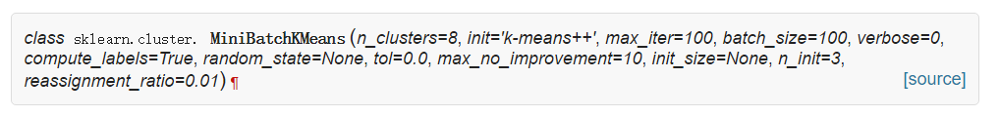 class sklearn.cluster. MiniBatchKMeans(n_clusters=8, init='k-means++', max_iter=100, batch_size=100, verbose=0,
compute_labels=True, random_state=None, tol=0.0, max_no_improvement=10, init_size=None, n_init=3,
reassignment_ratio=0.01) ¶ [source]